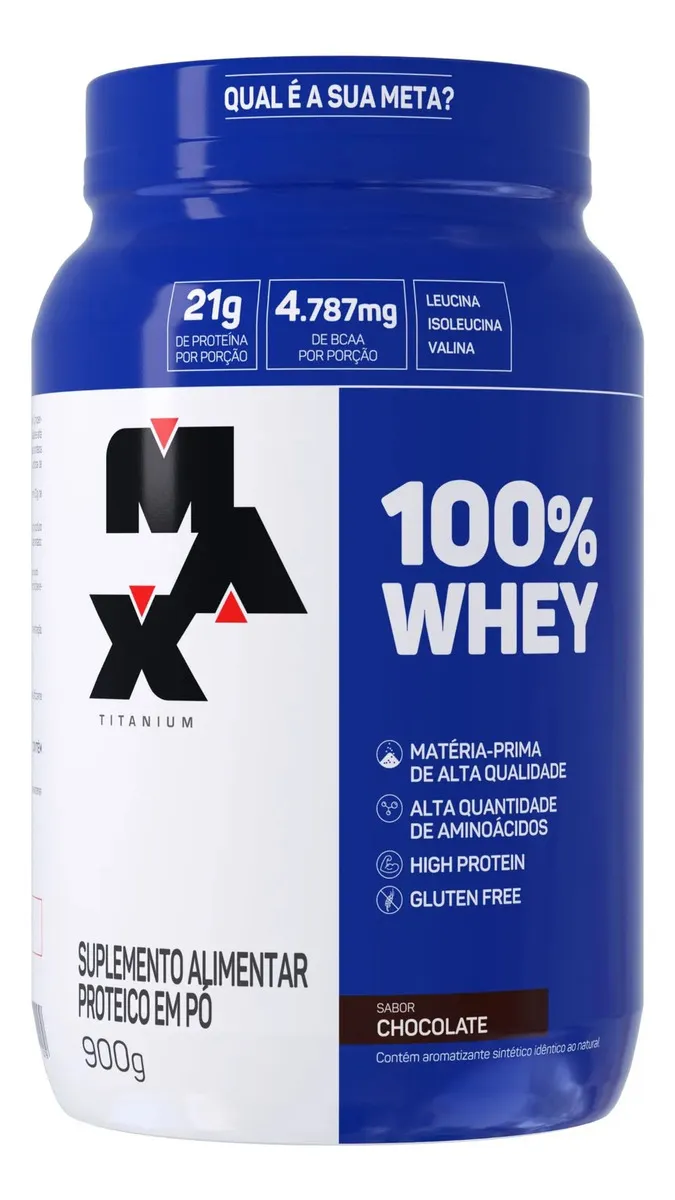 QUAL É A SUA META?
21g
DE PROTEÍNA
POR PORÇÃO
4.787mg
DE BCAA
POR PORÇÃO
LEUCINA
ISOLEUCINA
VALINA
MAX
TITANIUM
100%
WHEY
MATÉRIA-PRIMA
DE ALTA QUALIDADE
ALTA QUANTIDADE
DE AMINOÁCIDOS
HIGH PROTEIN
GLUTEN FREE
SUPLEMENTO ALIMENTAR
PROTEICO EM PÓ
900g
SABOR
CHOCOLATE
Contém aromatizante sintético idêntico ao natural